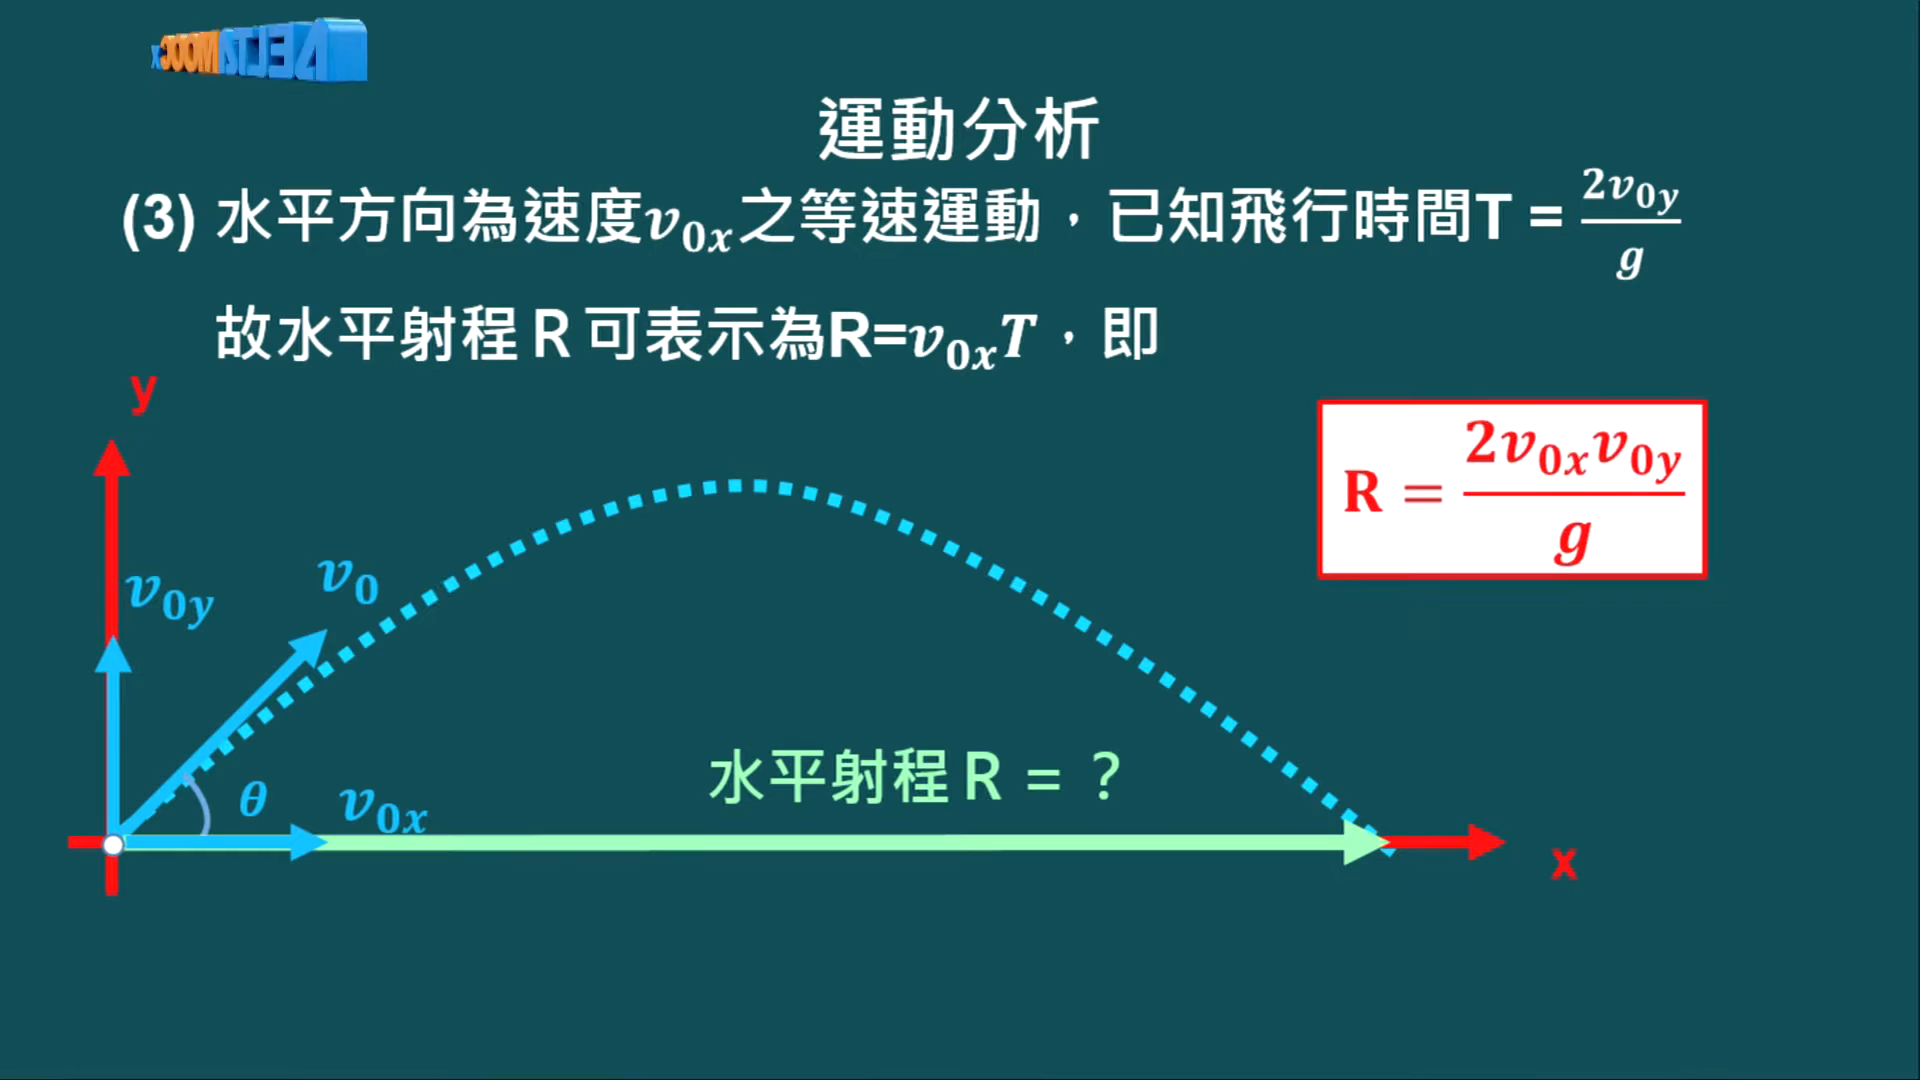 DELTA MOOCx
運動分析
(3) 水平方向為速度v₀ₓ之等速運動，已知飛行時間T = 2v₀y / g
故水平射程 R 可表示為R=v₀ₓT，即
y
R = 2v₀ₓv₀y / g
v₀y
v₀
水平射程 R = ？
θ
v₀ₓ
x